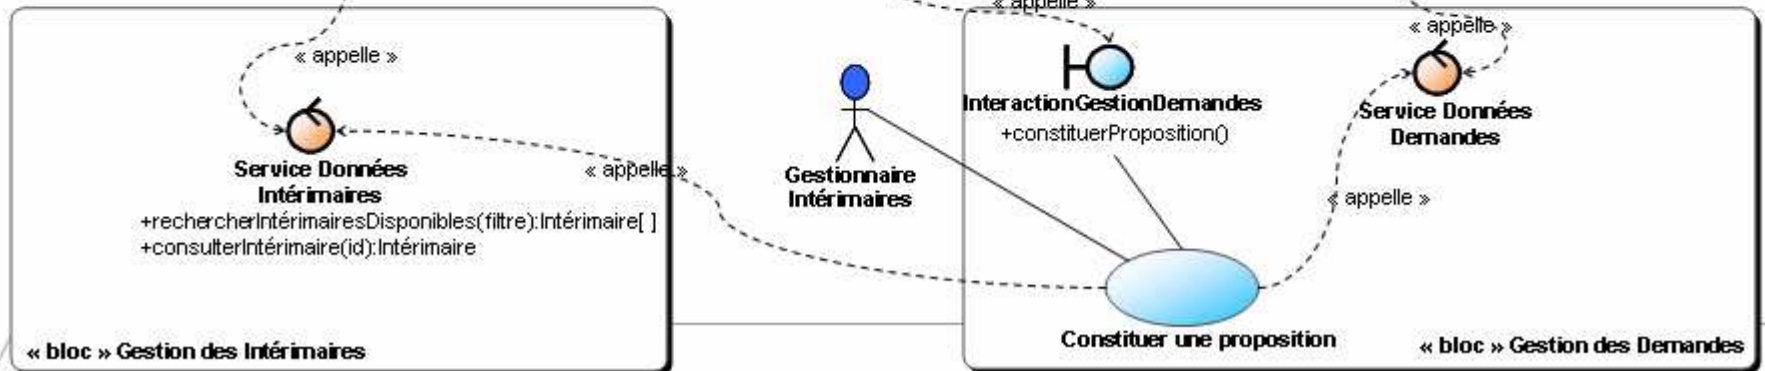 « appelle »
« appelle »
« appelle »
Service Données
Intérimaires
+rechercherIntérimairesDisponibles(filtre):Intérimaire[ ]
+consulterIntérimaire(id):Intérimaire
« appelle »
« bloc » Gestion des Intérimaires
Gestionnaire
Intérimaires
InteractionGestionDemandes
+constituerProposition()
Service Données
Demandes
« appelle »
Constituer une proposition
« bloc » Gestion des Demandes